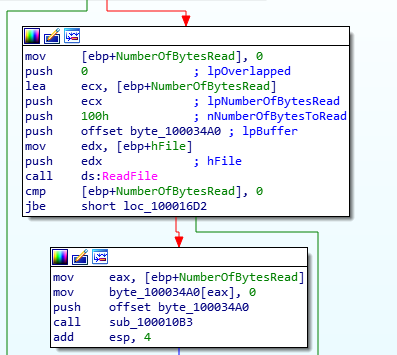 mov     [ebp+NumberOfBytesRead], 0
push    0               ; lpOverlapped
lea     ecx, [ebp+NumberOfBytesRead]
push    ecx             ; lpNumberOfBytesRead
push    100h            ; nNumberOfBytesToRead
push    offset byte_100034A0 ; lpBuffer
mov     edx, [ebp+hFile]
push    edx             ; hFile
call    ds:ReadFile
cmp     [ebp+NumberOfBytesRead], 0
jbe     short loc_100016D2
mov     eax, [ebp+NumberOfBytesRead]
mov     byte_100034A0[eax], 0
push    offset byte_100034A0
call    sub_100010B3
add     esp, 4